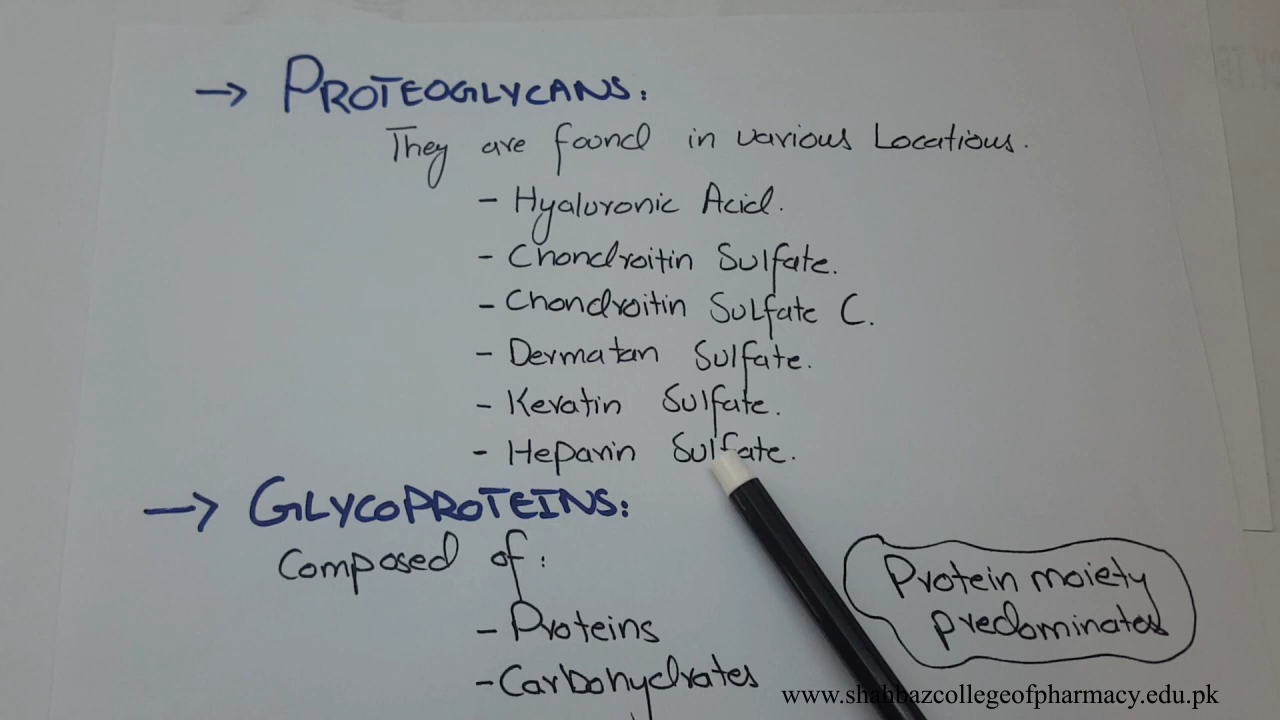 → PROTEOGLYCANS:
They are found in various Locations.
- Hyaluronic Acid.
- Chondroitin Sulfate.
- Chondroitin Sulfate C.
- Dermatan Sulfate.
- Keratin Sulfate.
- Heparin Sulfate.
→ GLYCOPROTEINS:
Composed of:
- Proteins
- Carbohydrates
Protein moiety
predominates
www.shahbazcollegeofpharmacy.edu.pk